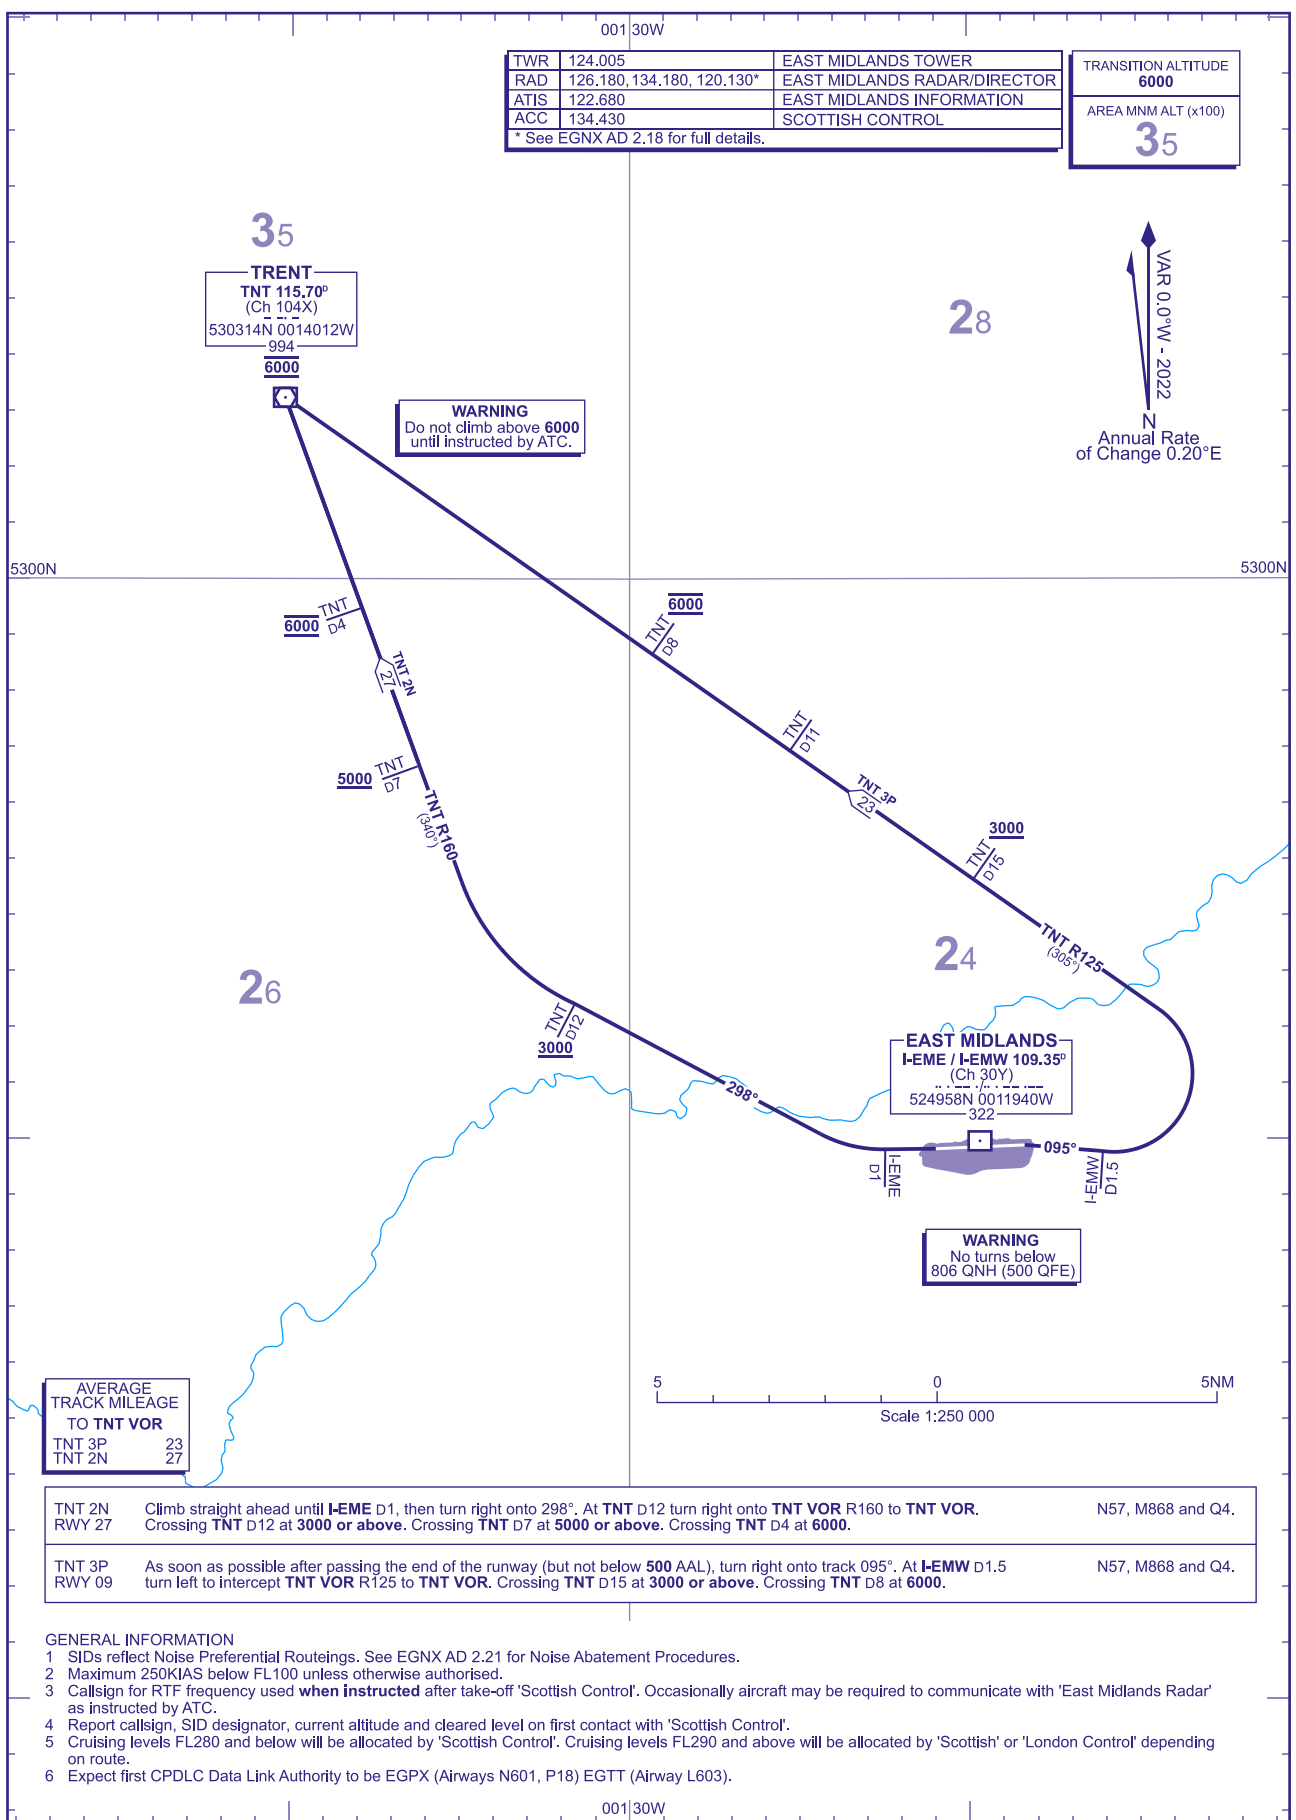 001 30W
TWR 124.005 EAST MIDLANDS TOWER
RAD 126.180, 134.180, 120.130* EAST MIDLANDS RADAR/DIRECTOR
ATIS 122.680 EAST MIDLANDS INFORMATION
ACC 134.430 SCOTTISH CONTROL
* See EGNX AD 2.18 for full details.
TRANSITION ALTITUDE
6000
AREA MNM ALT (x100)
35
35
TRENT
TNT 115.70ᴰ
(Ch 104X)
530314N 0014012W
994
6000
28
VAR 0.0°W - 2022
N
Annual Rate
of Change 0.20°E
WARNING
Do not climb above 6000
until instructed by ATC.
5300N
5300N
6000
TNT
D4
6000
TNT
D8
TNT 2N
27
TNT
D11
5000
TNT
D7
TNT 3P
23
TNT R160
(340°)
3000
TNT
D15
TNT R125
(305°)
24
26
TNT
D12
3000
EAST MIDLANDS
I-EME / I-EMW 109.35ᴰ
(Ch 30Y)
524958N 0011940W
322
298°
095°
I-EME
D1
I-EMW
D1.5
WARNING
No turns below
806 QNH (500 QFE)
5 0 5NM
Scale 1:250 000
AVERAGE
TRACK MILEAGE
TO TNT VOR
TNT 3P 23
TNT 2N 27
TNT 2N Climb straight ahead until I-EME D1, then turn right onto 298°. At TNT D12 turn right onto TNT VOR R160 to TNT VOR. N57, M868 and Q4.
RWY 27 Crossing TNT D12 at 3000 or above. Crossing TNT D7 at 5000 or above. Crossing TNT D4 at 6000.
TNT 3P As soon as possible after passing the end of the runway (but not below 500 AAL), turn right onto track 095°. At I-EMW D1.5 N57, M868 and Q4.
RWY 09 turn left to intercept TNT VOR R125 to TNT VOR. Crossing TNT D15 at 3000 or above. Crossing TNT D8 at 6000.
GENERAL INFORMATION
1 SIDs reflect Noise Preferential Routeings. See EGNX AD 2.21 for Noise Abatement Procedures.
2 Maximum 250KIAS below FL100 unless otherwise authorised.
3 Callsign for RTF frequency used when instructed after take-off 'Scottish Control'. Occasionally aircraft may be required to communicate with 'East Midlands Radar'
as instructed by ATC.
4 Report callsign, SID designator, current altitude and cleared level on first contact with 'Scottish Control'.
5 Cruising levels FL280 and below will be allocated by 'Scottish Control'. Cruising levels FL290 and above will be allocated by 'Scottish' or 'London Control' depending
on route.
6 Expect first CPDLC Data Link Authority to be EGPX (Airways N601, P18) EGTT (Airway L603).
001 30W